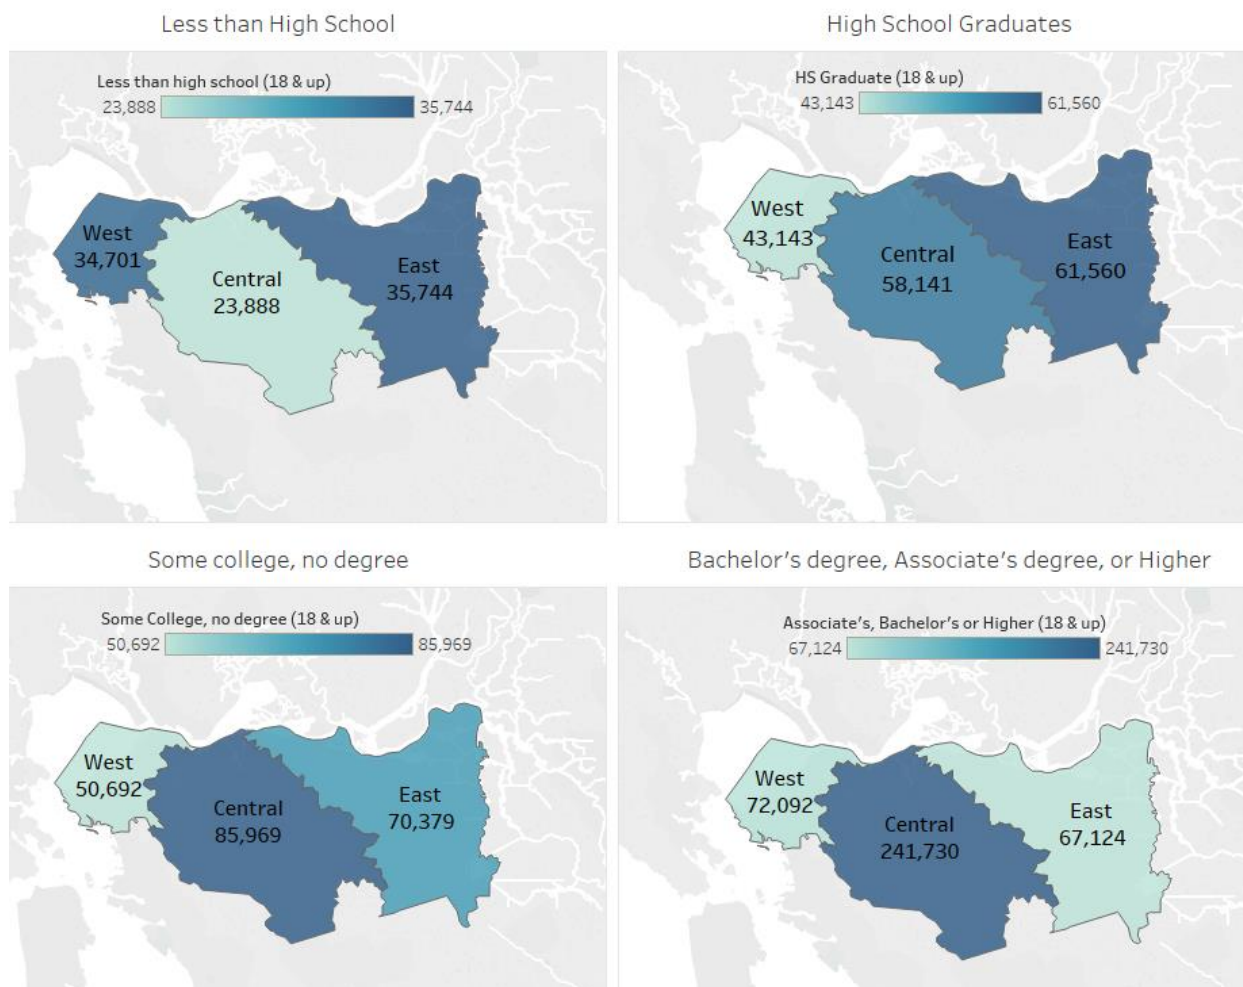 Less than High School
Less than high school (18 & up)
23,888 35,744
West
34,701
Central
23,888
East
35,744
High School Graduates
HS Graduate (18 & up)
43,143 61,560
West
43,143
Central
58,141
East
61,560
Some college, no degree
Some College, no degree (18 & up)
50,692 85,969
West
50,692
Central
85,969
East
70,379
Bachelor's degree, Associate's degree, or Higher
Associate's, Bachelor's or Higher (18 & up)
67,124 241,730
West
72,092
Central
241,730
East
67,124